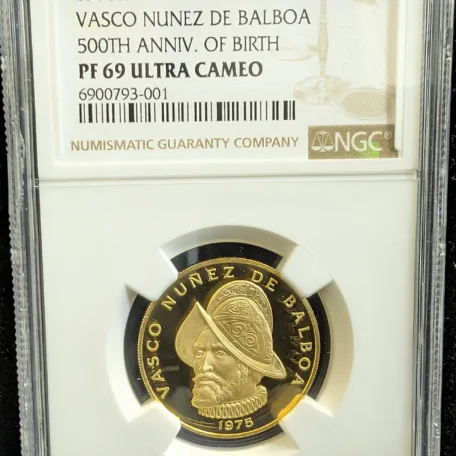 VASCO NUNEZ DE BALBOA
500TH ANNIV. OF BIRTH
PF 69 ULTRA CAMEO
6900793-001
NUMISMATIC GUARANTY COMPANY
NGC
VASCO NUÑEZ DE BALBOA
1975